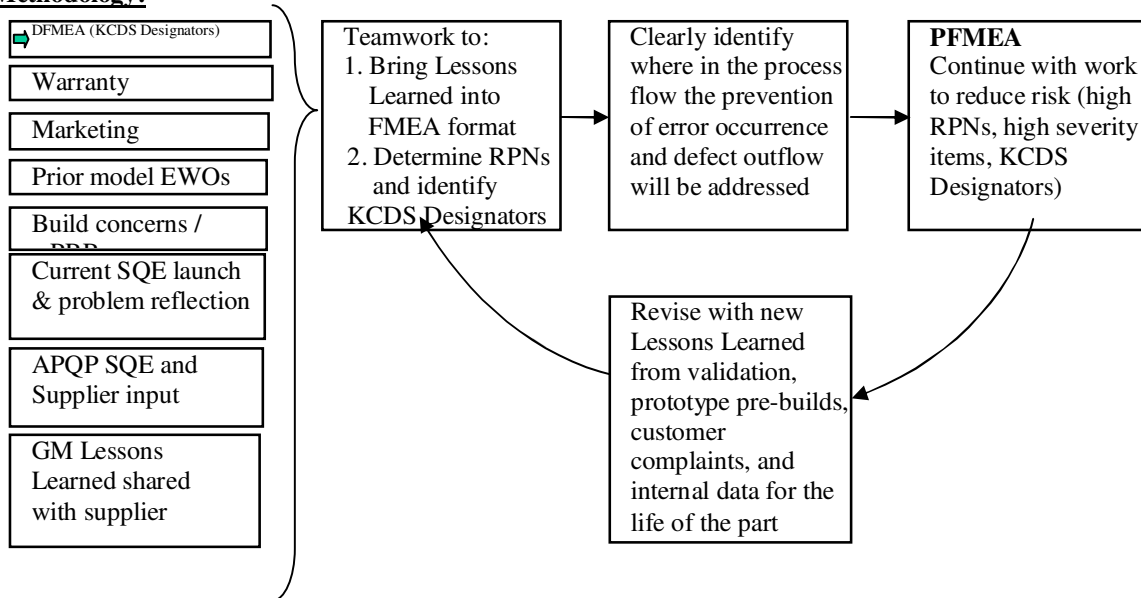 Methodology:
DFMEA (KCDS Designators)
Warranty
Marketing
Prior model EWOs
Build concerns /
Current SQE launch
& problem reflection
APQP SQE and
Supplier input
GM Lessons
Learned shared
with supplier
Teamwork to:
1. Bring Lessons
Learned into
FMEA format
2. Determine RPNs
and identify
KCDS Designators
Clearly identify
where in the process
flow the prevention
of error occurrence
and defect outflow
will be addressed
PFMEA
Continue with work
to reduce risk (high
RPNs, high severity
items, KCDS
Designators)
Revise with new
Lessons Learned
from validation,
prototype pre-builds,
customer
complaints, and
internal data for the
life of the part